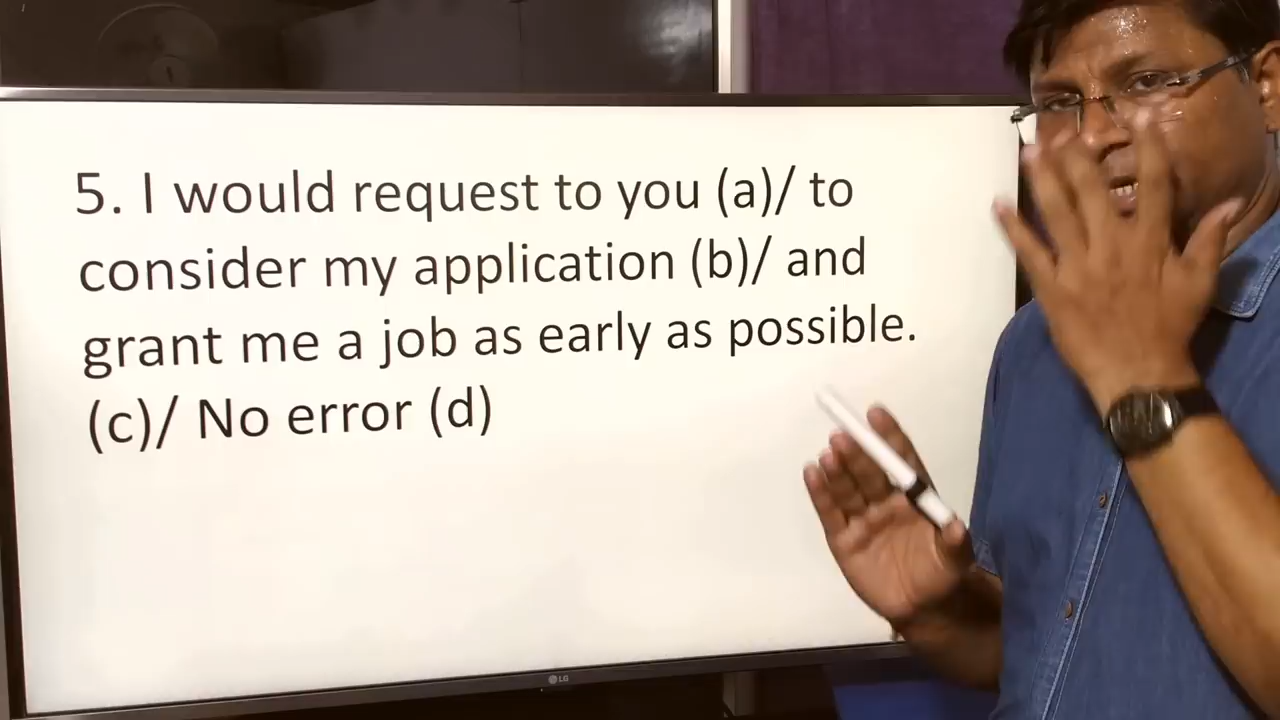 5. I would request to you (a)/ to
consider my application (b)/ and
grant me a job as early as possible.
(c)/ No error (d)
LG